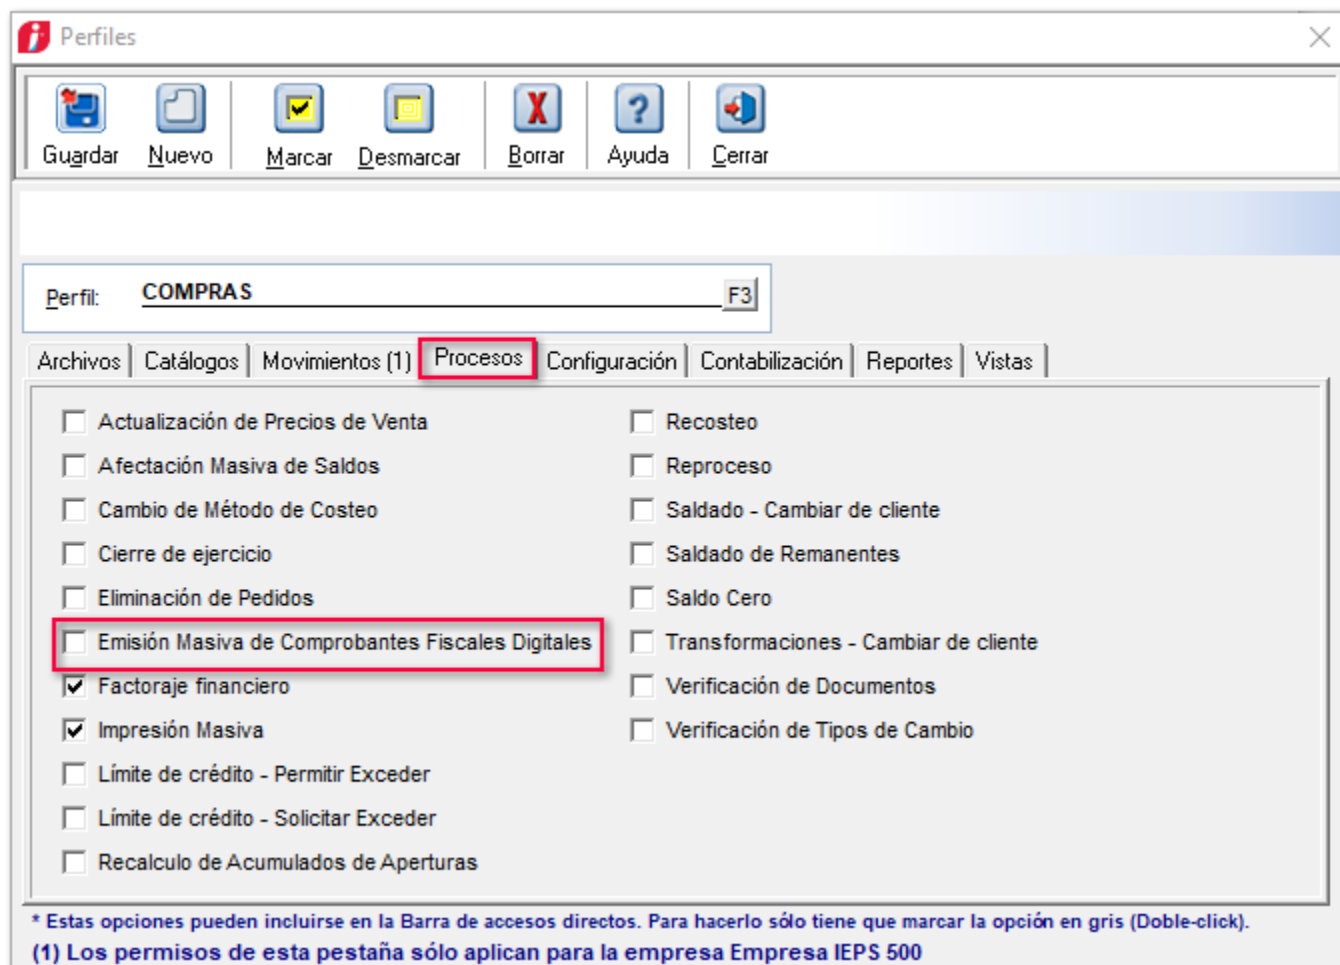 Perfiles
Guardar Nuevo Marcar Desmarcar Borrar Ayuda Cerrar
Perfil: COMPRAS F3
Archivos Catálogos Movimientos (1) Procesos Configuración Contabilización Reportes Vistas
Actualización de Precios de Venta
Afectación Masiva de Saldos
Cambio de Método de Costeo
Cierre de ejercicio
Eliminación de Pedidos
Emisión Masiva de Comprobantes Fiscales Digitales
Factoraje financiero
Impresión Masiva
Límite de crédito - Permitir Exceder
Límite de crédito - Solicitar Exceder
Recalculo de Acumulados de Aperturas
Recosteo
Reproceso
Saldado - Cambiar de cliente
Saldado de Remanentes
Saldo Cero
Transformaciones - Cambiar de cliente
Verificación de Documentos
Verificación de Tipos de Cambio
* Estas opciones pueden incluirse en la Barra de accesos directos. Para hacerlo sólo tiene que marcar la opción en gris (Doble-click).
(1) Los permisos de esta pestaña sólo aplican para la empresa Empresa IEPS 500